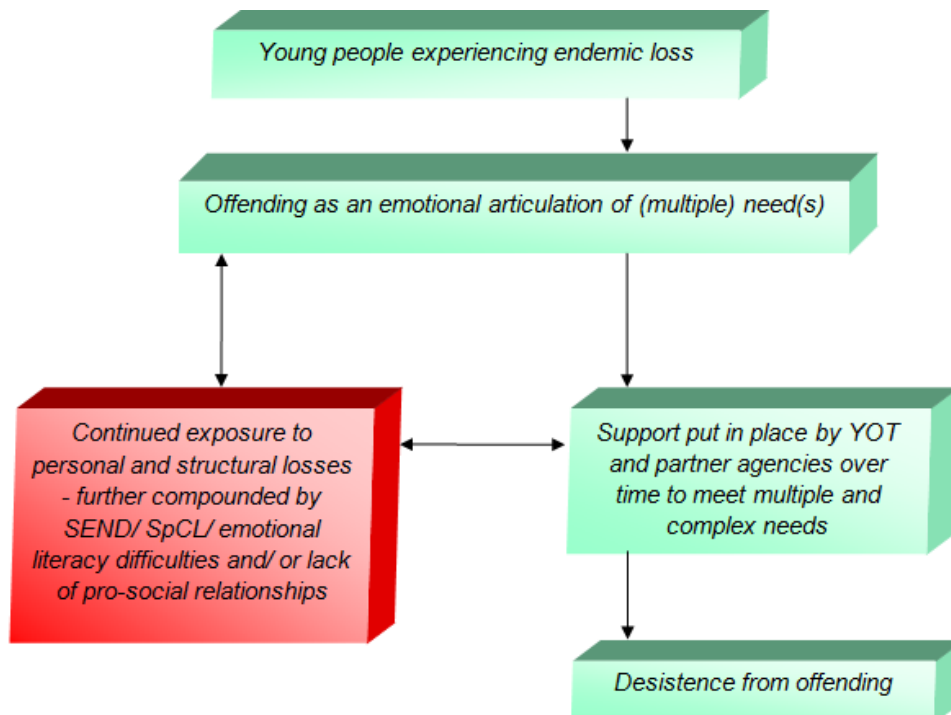 Young people experiencing endemic loss
Offending as an emotional articulation of (multiple) need(s)
Continued exposure to
personal and structural losses
- further compounded by
SEND/ SpCL/ emotional
literacy difficulties and/ or lack
of pro-social relationships
Support put in place by YOT
and partner agencies over
time to meet multiple and
complex needs
Desistence from offending